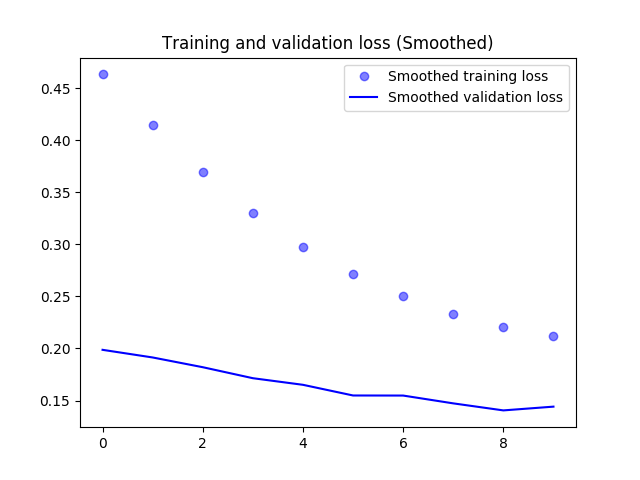 Training and validation loss (Smoothed)
Smoothed training loss
Smoothed validation loss
0.45
0.40
0.35
0.30
0.25
0.20
0.15
0 2 4 6 8